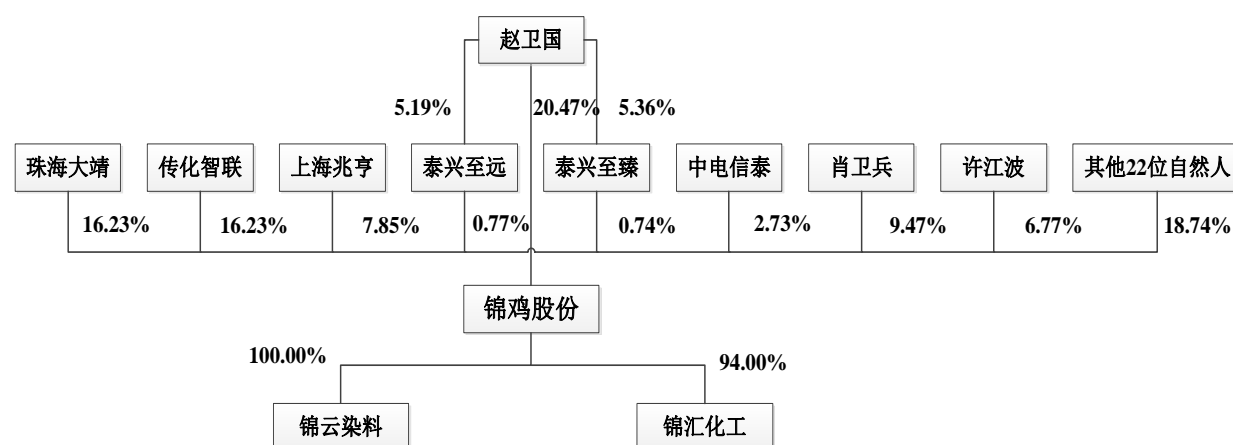 赵卫国
5.19%
20.47%
5.36%
珠海大靖
传化智联
上海兆亨
泰兴至远
泰兴至臻
中电信泰
肖卫兵
许江波
其他22位自然人
16.23%
16.23%
7.85%
0.77%
0.74%
2.73%
9.47%
6.77%
18.74%
锦鸡股份
100.00%
94.00%
锦云染料
锦汇化工